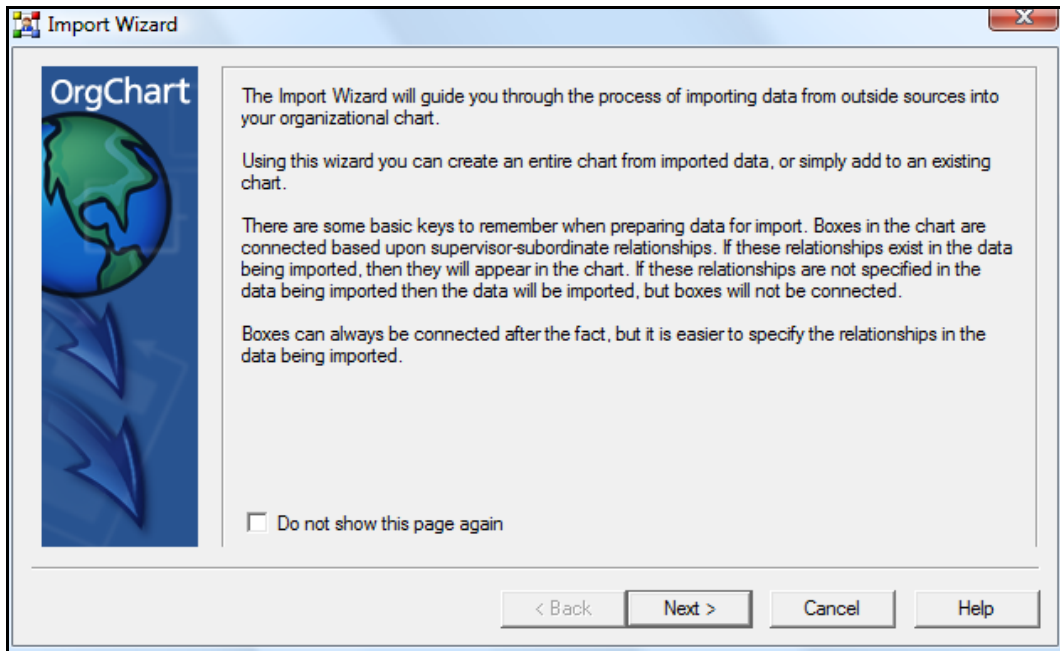 Import Wizard
X
OrgChart
The Import Wizard will guide you through the process of importing data from outside sources into
your organizational chart.
Using this wizard you can create an entire chart from imported data, or simply add to an existing
chart.
There are some basic keys to remember when preparing data for import. Boxes in the chart are
connected based upon supervisor-subordinate relationships. If these relationships exist in the data
being imported, then they will appear in the chart. If these relationships are not specified in the
data being imported then the data will be imported, but boxes will not be connected.
Boxes can always be connected after the fact, but it is easier to specify the relationships in the
data being imported.
Do not show this page again
< Back Next > Cancel Help